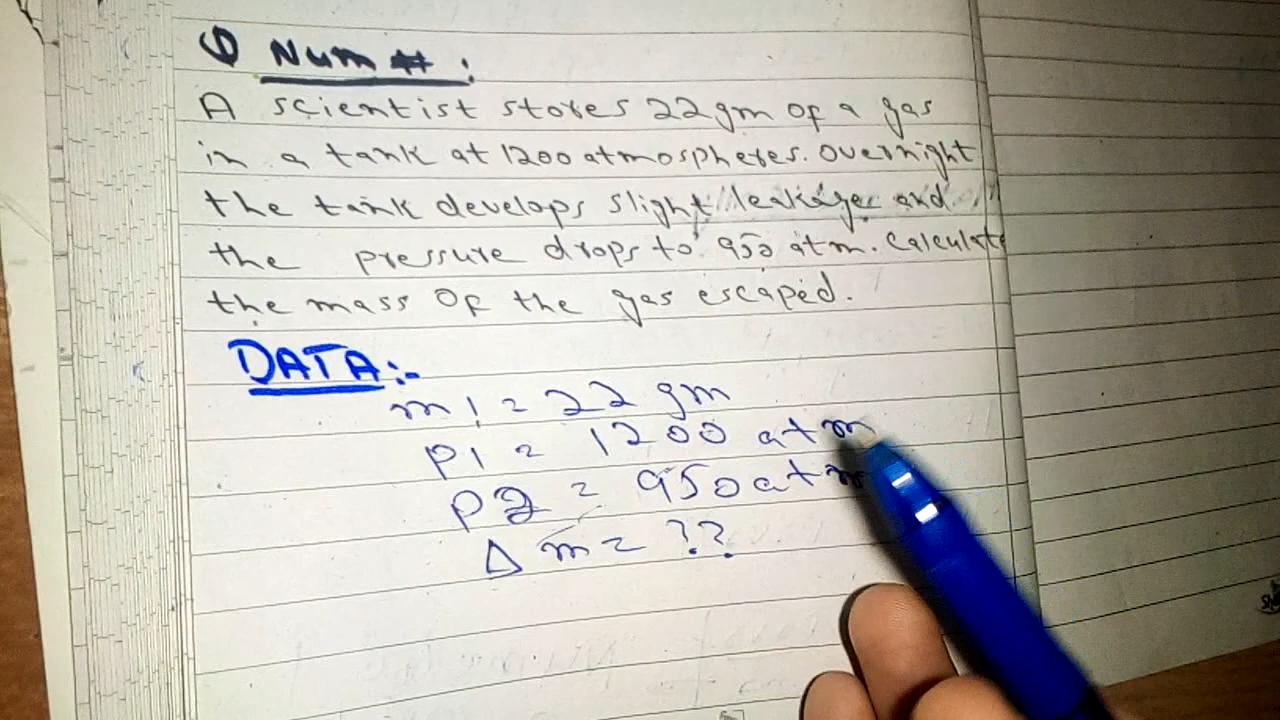 Num #:
A scientist stores 22gm of a gas
in a tank at 1200 atmospheres. Overnight
the tank develops slight leakage and
the pressure drops to 950 atm. Calculate
the mass of the gas escaped.
DATA:-
m1 = 22 gm
P1 = 1200 atm
P2 = 950 atm
Δm = ??